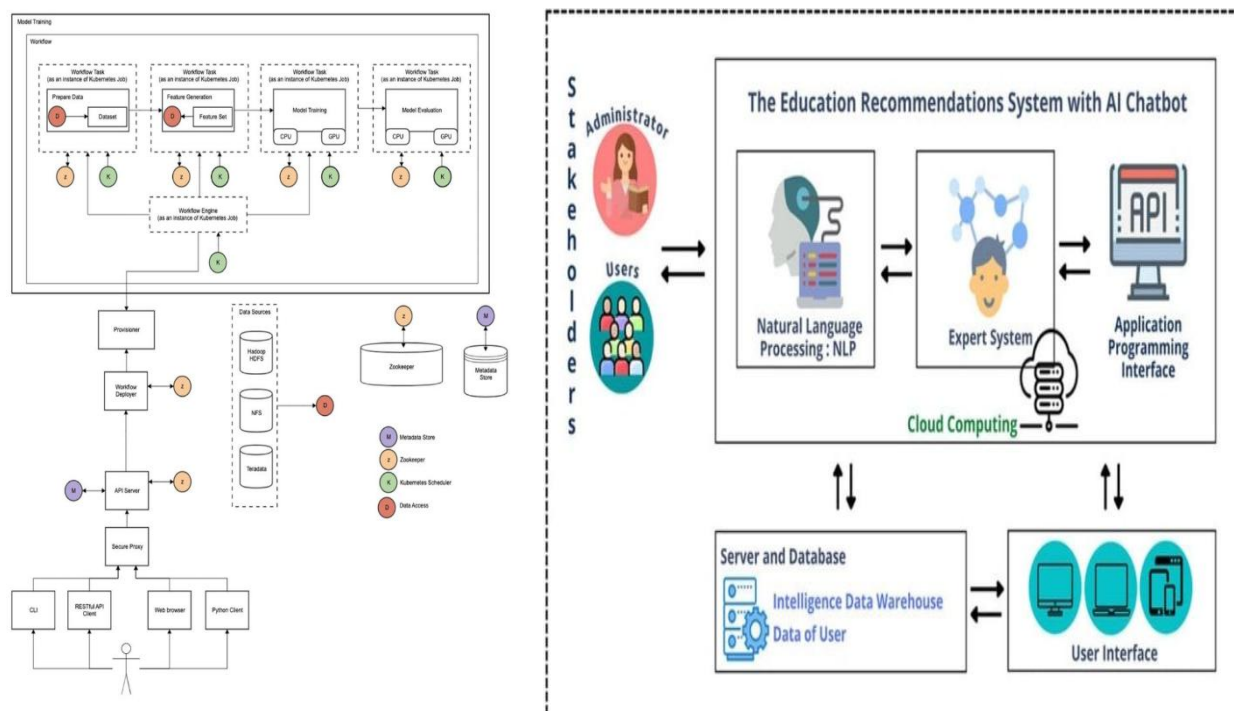 Model Training
Workflow
Workflow Task
(as an instance of Kubernetes Job)
Workflow Task
(as an instance of Kubernetes Job)
Workflow Task
(as an instance of Kubernetes Job)
Workflow Task
(as an instance of Kubernetes Job)
Prepare Data
D
Dataset
Feature Generation
D
Feature Set
Model Training
CPU
GPU
Model Evaluation
CPU
GPU
Z
K
Z
K
Z
K
Z
K
Workflow Engine
(as an instance of Kubernetes Job)
K
Provisioner
Workflow
Deployer
Z
API Server
M
Z
Secure Proxy
CLI
RESTful API
Client
Web browser
Python Client
Data Sources
Hadoop
HDFS
NFS
Teradata
D
Z
Zookeeper
M
Metadata
Store
M
Metadata Store
Z
Zookeeper
K
Kubernetes Scheduler
D
Data Access
Stakeholders
Administrator
Users
The Education Recommendations System with AI Chatbot
Natural Language
Processing : NLP
Expert System
API
Application
Programming
Interface
Cloud Computing
Server and Database
Intelligence Data Warehouse
Data of User
User Interface